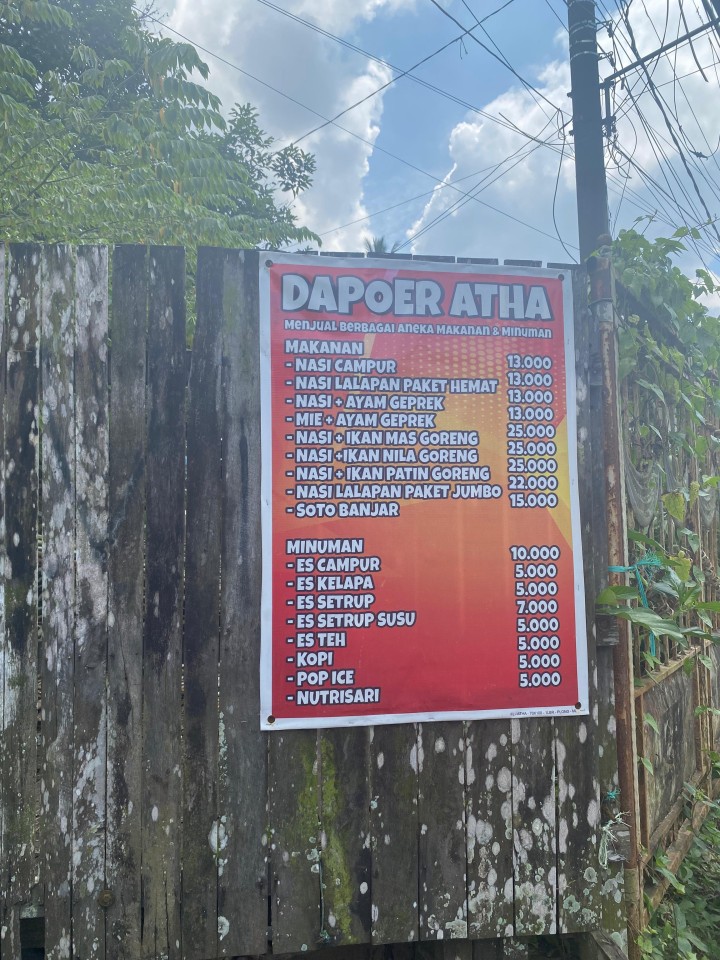 DAPOER ATHA
MENJUAL BERBAGAI ANEKA MAKANAN & MINUMAN
MAKANAN
- NASI CAMPUR 13.000
- NASI LALAPAN PAKET HEMAT 13.000
- NASI + AYAM GEPREK 13.000
- MIE + AYAM GEPREK 13.000
- NASI + IKAN MAS GORENG 25.000
- NASI +IKAN NILA GORENG 25.000
- NASI + IKAN PATIN GORENG 25.000
- NASI LALAPAN PAKET JUMBO 22.000
- SOTO BANJAR 15.000
MINUMAN
- ES CAMPUR 10.000
- ES KELAPA 5.000
- ES SETRUP 5.000
- ES SETRUP SUSU 7.000
- ES TEH 5.000
- KOPI 5.000
- POP ICE 5.000
- NUTRISARI 5.000